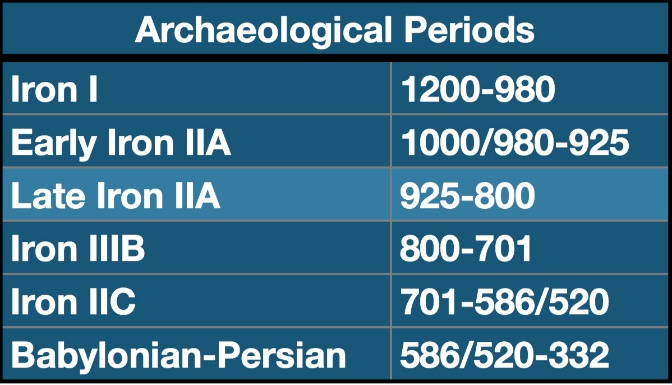 Archaeological Periods
Iron I 1200-980
Early Iron IIA 1000/980-925
Late Iron IIA 925-800
Iron IIIB 800-701
Iron IIC 701-586/520
Babylonian-Persian 586/520-332